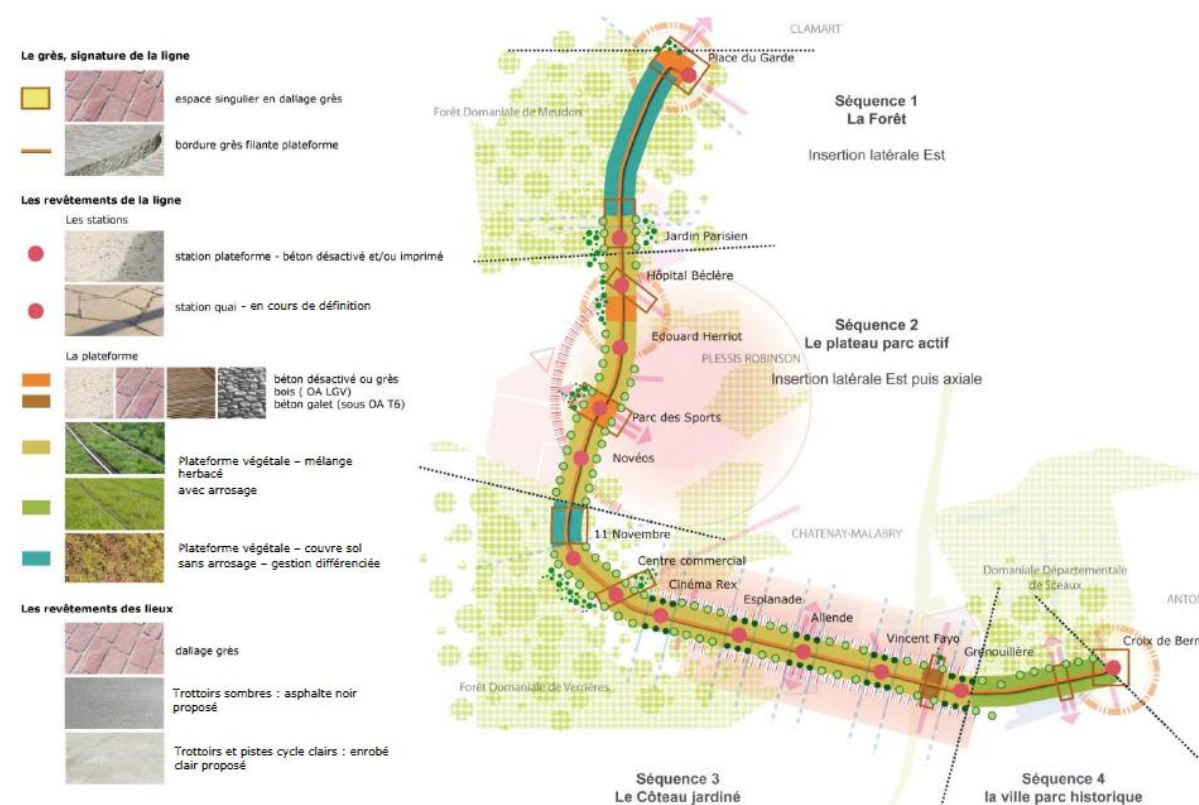 Le grès, signature de la ligne
espace singulier en dallage grès
bordure grès filante plateforme
Les revêtements de la ligne
Les stations
station plateforme - béton désactivé et/ou imprimé
station quai - en cours de définition
La plateforme
béton désactivé ou grès
bois ( OA LGV)
béton galet (sous OA T6)
Plateforme végétale – mélange
herbacé
avec arrosage
Plateforme végétale – couvre sol
sans arrosage – gestion différenciée
Les revêtements des lieux
dallage grès
Trottoirs sombres : asphalte noir
proposé
Trottoirs et pistes cycle clairs : enrobé
clair proposé
CLAMART
Place du Garde
Forêt Domaniale de Meudon
Séquence 1
La Forêt
Insertion latérale Est
Jardin Parisien
Hôpital Béclère
Edouard Herriot
Séquence 2
Le plateau parc actif
PLESSIS ROBINSON
Insertion latérale Est puis axiale
Parc des Sports
Novéos
11 Novembre
CHATENAY-MALABRY
Centre commercial
Cinéma Rex
Esplanade
Allende
Vincent Fayo
Grenouillère
Domaniale Départementale
de Sceaux
ANTON
Croix de Bern
Forêt Domaniale de Verrières
Séquence 3
Le Côteau jardiné
Séquence 4
la ville parc historique